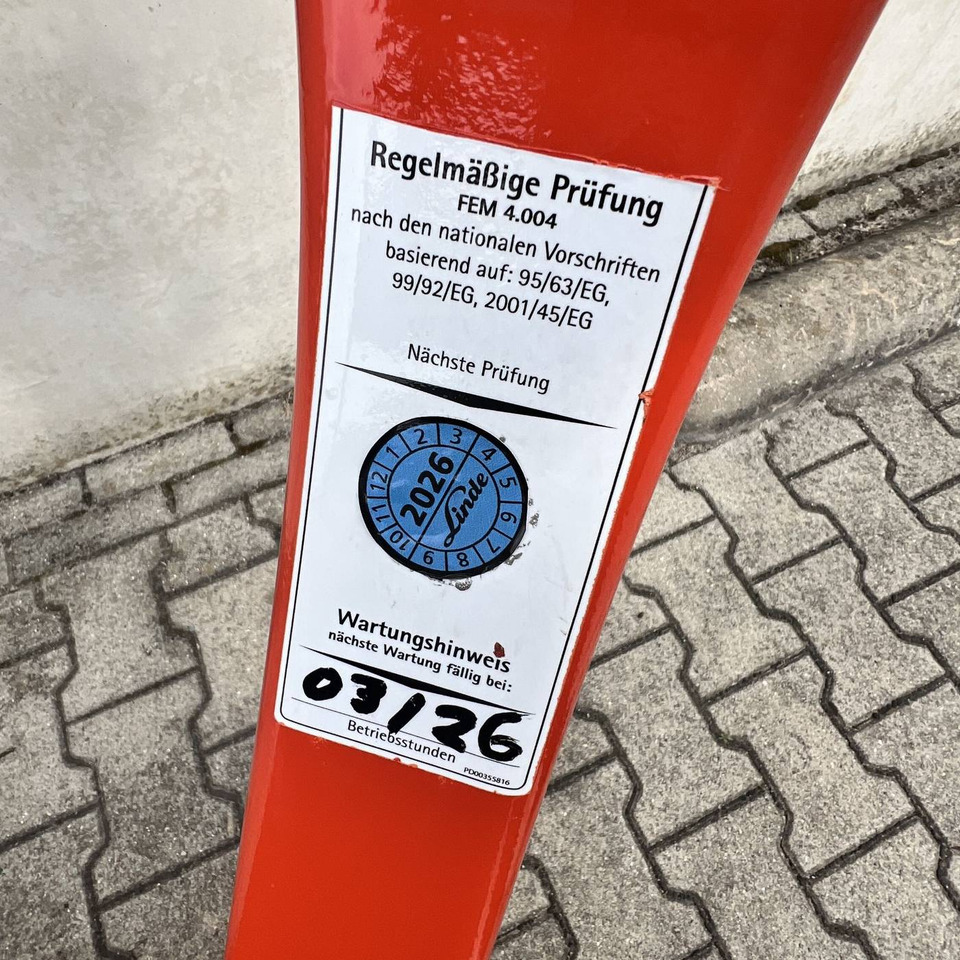 Regelmäßige Prüfung
FEM 4.004
nach den nationalen Vorschriften
basierend auf: 95/63/EG,
99/92/EG, 2001/45/EG
Nächste Prüfung
1 2 3 4 5 6 7 8 9 10 11 12
2026
Linde
Wartungshinweis
nächste Wartung fällig bei:
03/26
Betriebsstunden
PD00355816